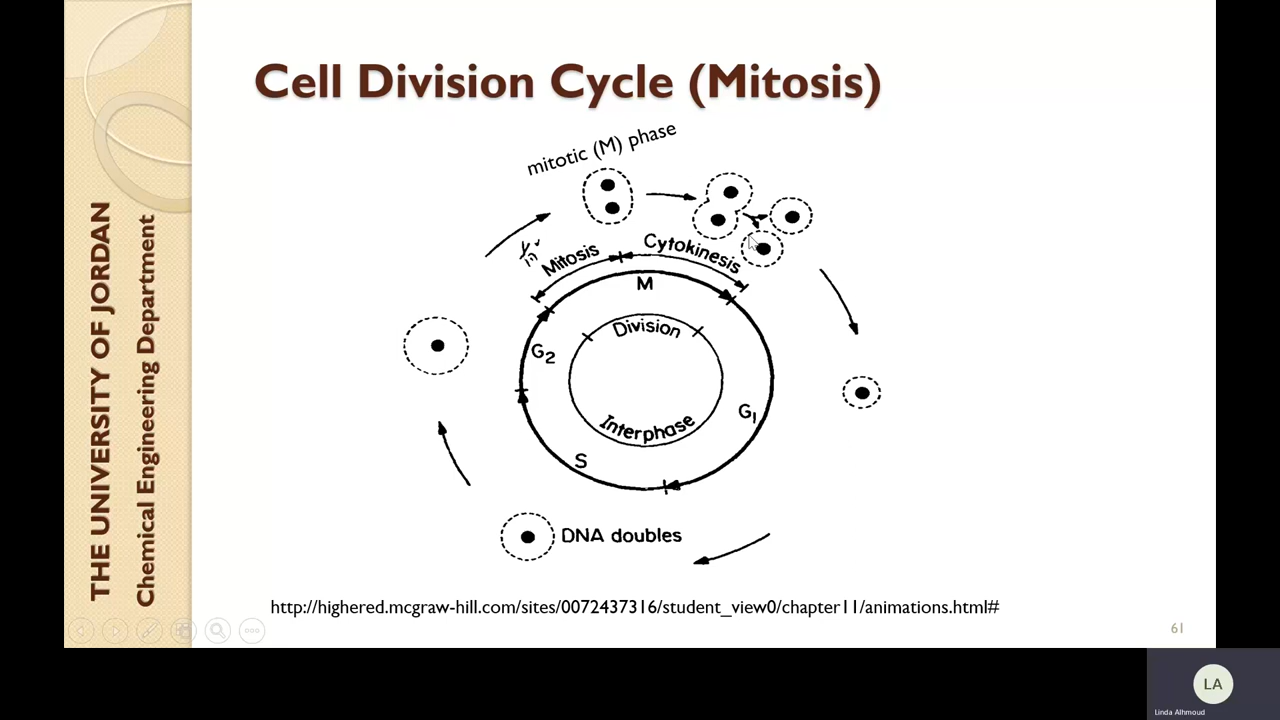 Cell Division Cycle (Mitosis)
THE UNIVERSITY OF JORDAN
Chemical Engineering Department
mitotic (M) phase
Mitosis
Cytokinesis
M
Division
G2
Interphase
G1
S
DNA doubles
http://highered.mcgraw-hill.com/sites/0072437316/student_view0/chapter11/animations.html#
61
LA
Linda Alhmoud